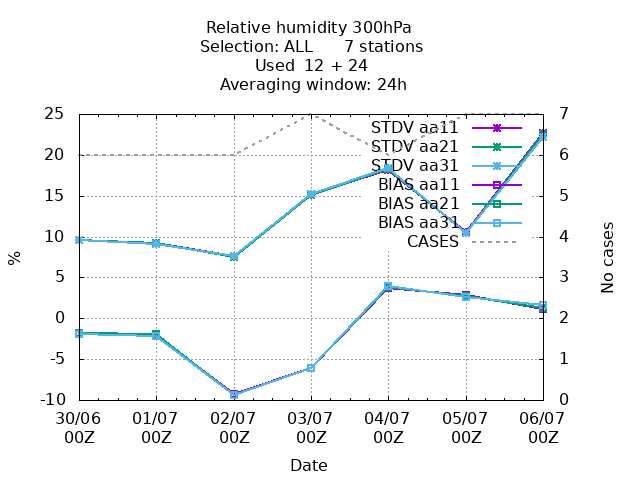 Relative humidity 300hPa
Selection: ALL 7 stations
Used 12 + 24
Averaging window: 24h
25
20
15
10
5
0
-5
-10
%
7
6
5
4
3
2
1
0
No cases
STDV aa11
STDV aa21
STDV aa31
BIAS aa11
BIAS aa21
BIAS aa31
CASES
30/06 01/07 02/07 03/07 04/07 05/07 06/07
00Z 00Z 00Z 00Z 00Z 00Z 00Z
Date